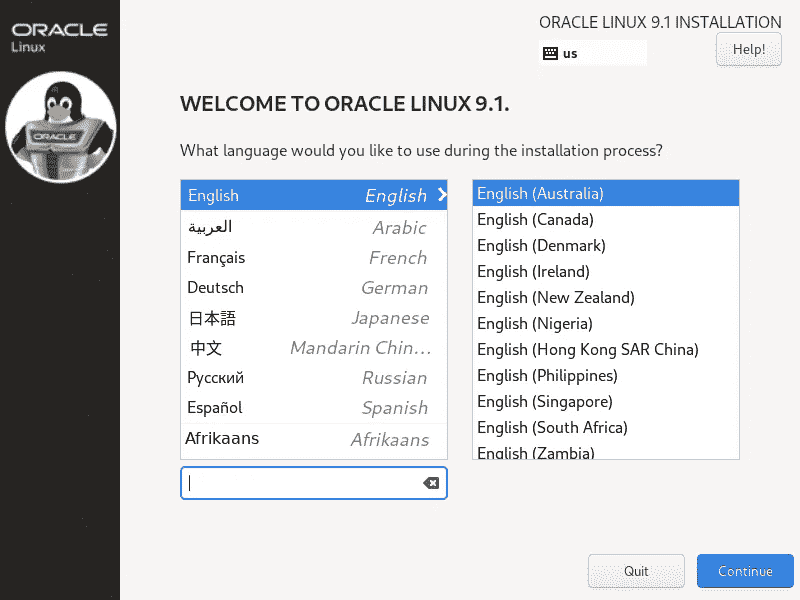 ORACLE
Linux
ORACLE
ORACLE LINUX 9.1 INSTALLATION
us
Help!
WELCOME TO ORACLE LINUX 9.1.
What language would you like to use during the installation process?
English English
العربية Arabic
Français French
Deutsch German
日本語 Japanese
中文 Mandarin Chin...
Русский Russian
Español Spanish
Afrikaans Afrikaans
English (Australia)
English (Canada)
English (Denmark)
English (Ireland)
English (New Zealand)
English (Nigeria)
English (Hong Kong SAR China)
English (Philippines)
English (Singapore)
English (South Africa)
English (Zambia)
Quit
Continue